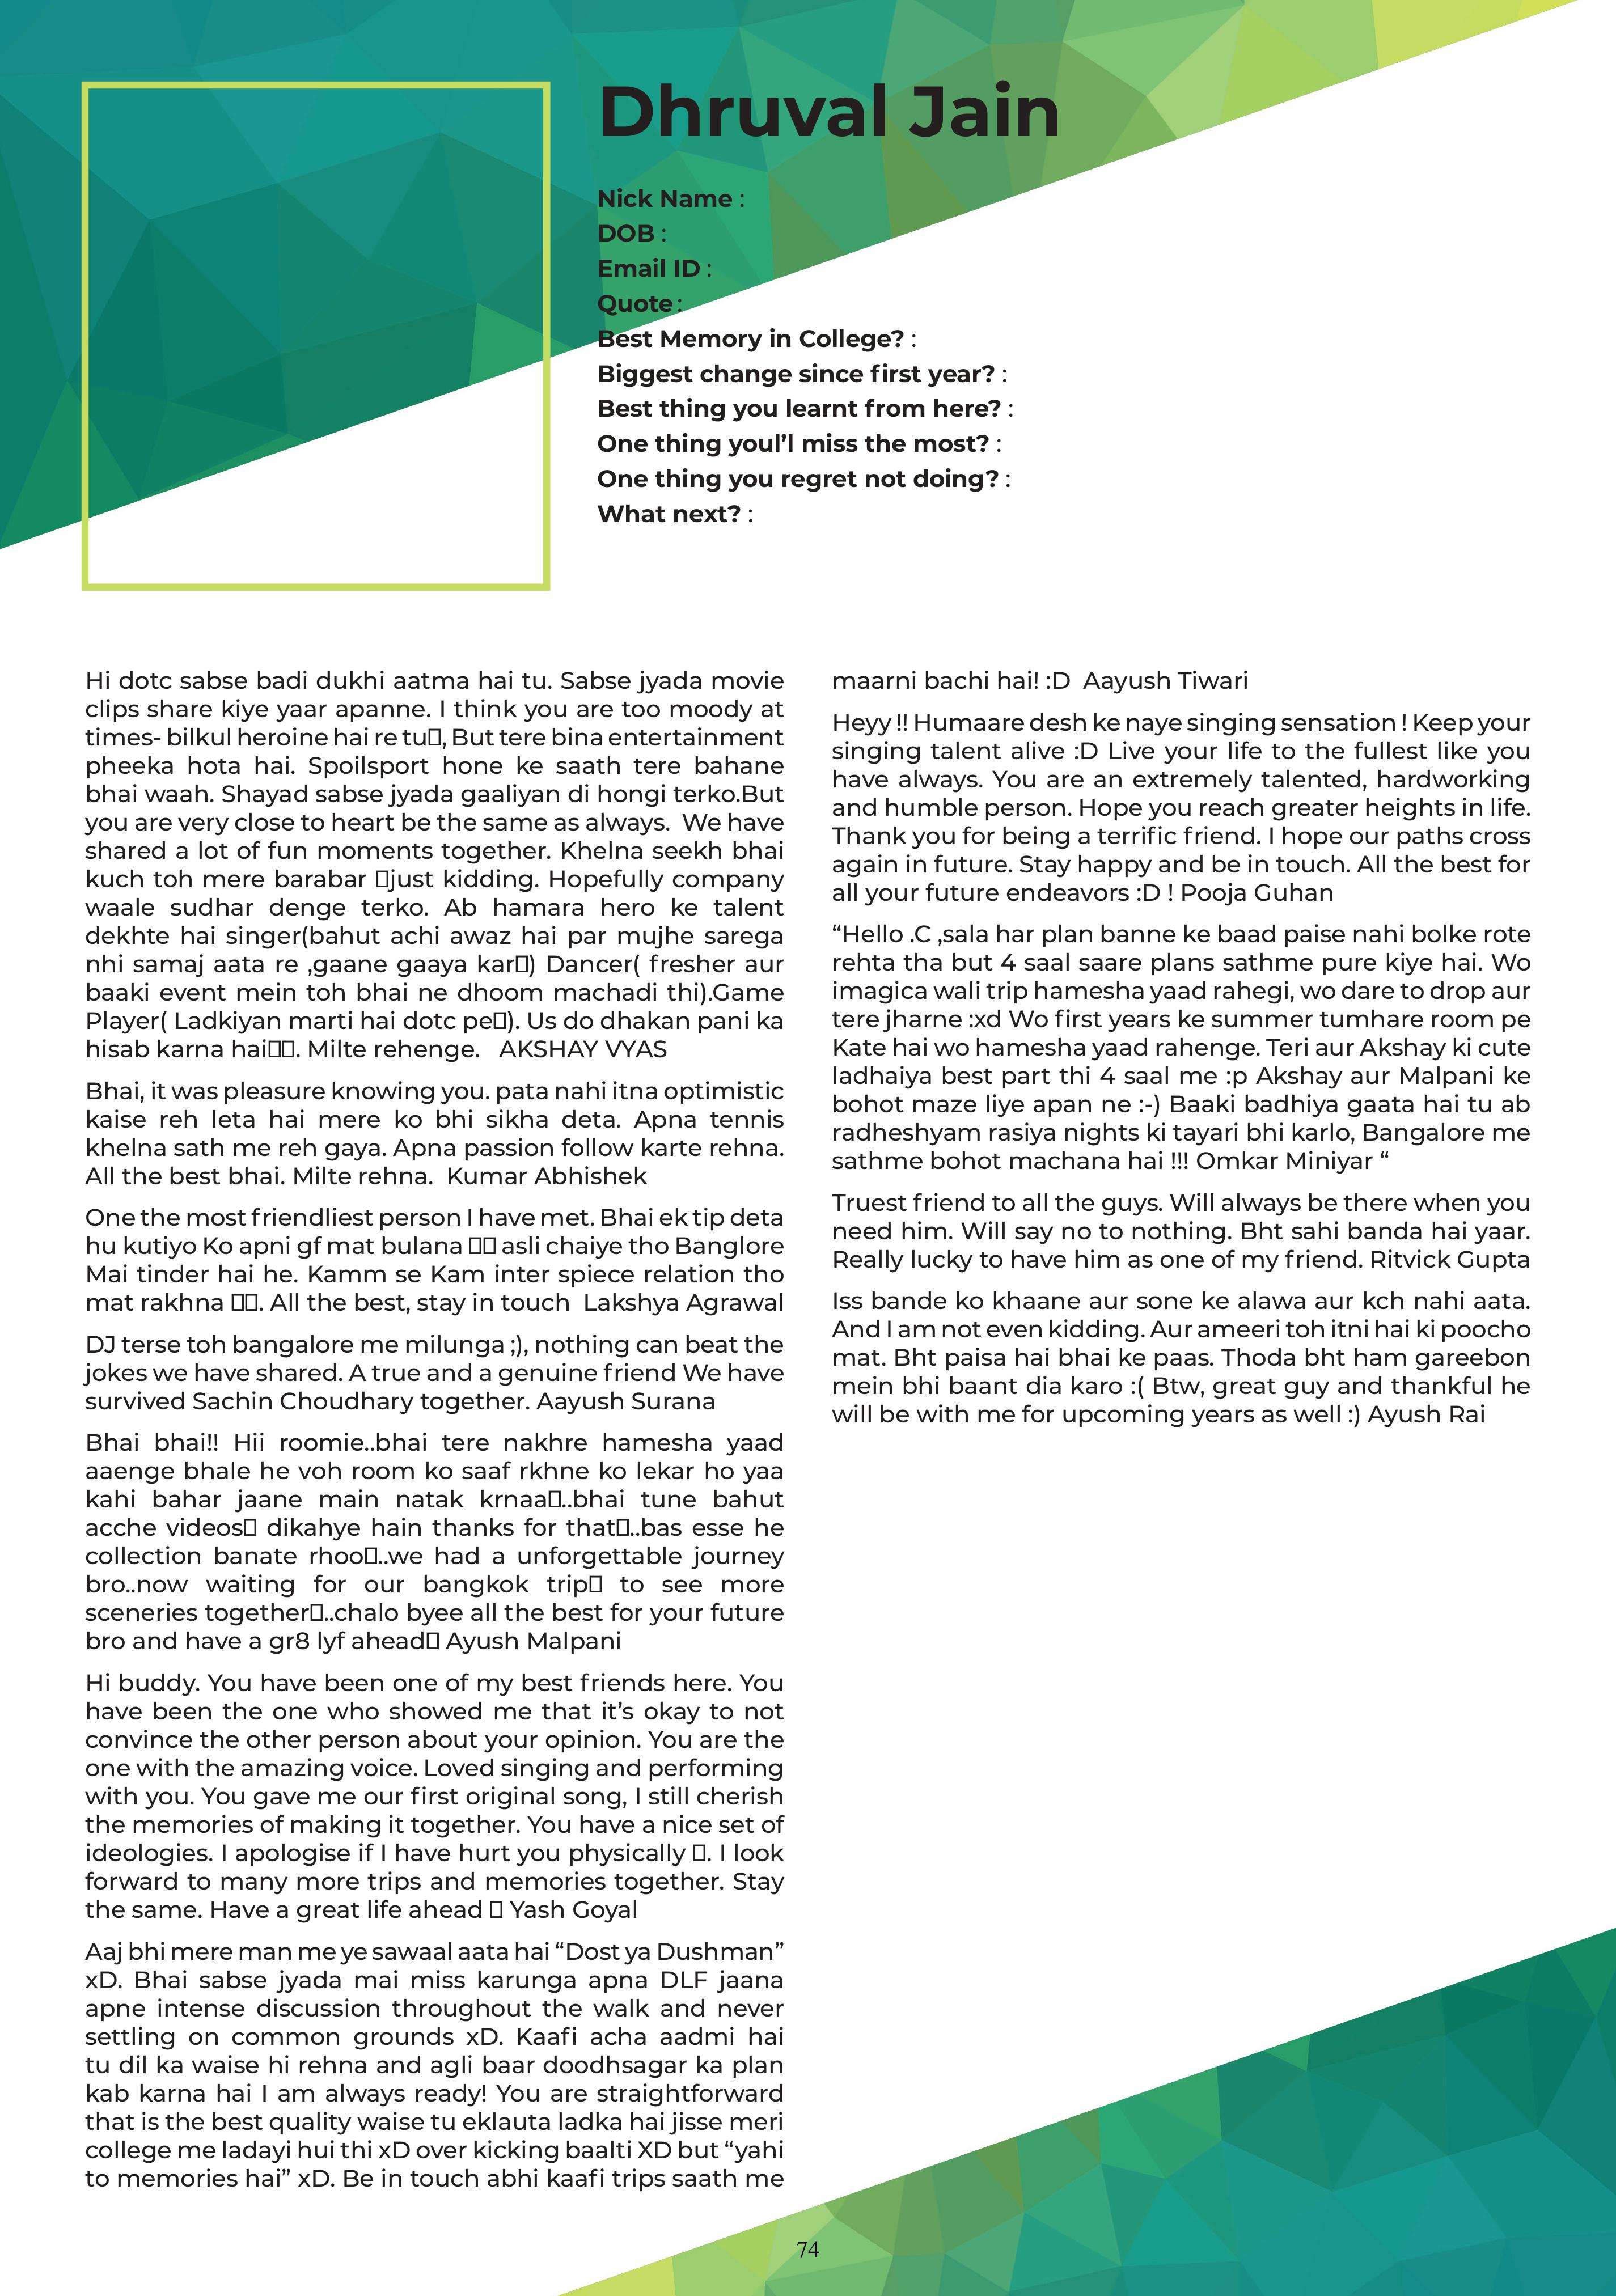 Dhruval Jain
Nick Name :
DOB :
Email ID :
Quote :
Best Memory in College? :
Biggest change since first year? :
Best thing you learnt from here? :
One thing youl’l miss the most? :
One thing you regret not doing? :
What next? :
Hi dotc sabse badi dukhi aatma hai tu. Sabse jyada movie
clips share kiye yaar apanne. I think you are too moody at
times- bilkul heroine hai re tu▯, But tere bina entertainment
pheeka hota hai. Spoilsport hone ke saath tere bahane
bhai waah. Shayad sabse jyada gaaliyan di hongi terko.But
you are very close to heart be the same as always.  We have
shared a lot of fun moments together. Khelna seekh bhai
kuch toh mere barabar ▯just kidding. Hopefully company
waale sudhar denge terko. Ab hamara hero ke talent
dekhte hai singer(bahut achi awaz hai par mujhe sarega
nhi samaj aata re ,gaane gaaya kar▯) Dancer( fresher aur
baaki event mein toh bhai ne dhoom machadi thi).Game
Player( Ladkiyan marti hai dotc pe▯). Us do dhakan pani ka
hisab karna hai▯▯. Milte rehenge.   AKSHAY VYAS
Bhai, it was pleasure knowing you. pata nahi itna optimistic
kaise reh leta hai mere ko bhi sikha deta. Apna tennis
khelna sath me reh gaya. Apna passion follow karte rehna.
All the best bhai. Milte rehna.  Kumar Abhishek
One the most friendliest person I have met. Bhai ek tip deta
hu kutiyo Ko apni gf mat bulana ▯▯ asli chaiye tho Banglore
Mai tinder hai he. Kamm se Kam inter spiece relation tho
mat rakhna ▯▯. All the best, stay in touch  Lakshya Agrawal
DJ terse toh bangalore me milunga ;), nothing can beat the
jokes we have shared. A true and a genuine friend We have
survived Sachin Choudhary together. Aayush Surana
Bhai bhai!! Hii roomie..bhai tere nakhre hamesha yaad
aaenge bhale he voh room ko saaf rkhne ko lekar ho yaa
kahi bahar jaane main natak krnaa▯..bhai tune bahut
acche videos▯ dikahye hain thanks for that▯..bas esse he
collection banate rhoo▯..we had a unforgettable journey
bro..now waiting for our bangkok trip▯ to see more
sceneries together▯..chalo byee all the best for your future
bro and have a gr8 lyf ahead▯ Ayush Malpani
Hi buddy. You have been one of my best friends here. You
have been the one who showed me that it’s okay to not
convince the other person about your opinion. You are the
one with the amazing voice. Loved singing and performing
with you. You gave me our first original song, I still cherish
the memories of making it together. You have a nice set of
ideologies. I apologise if I have hurt you physically ▯. I look
forward to many more trips and memories together. Stay
the same. Have a great life ahead ▯ Yash Goyal
Aaj bhi mere man me ye sawaal aata hai “Dost ya Dushman”
xD. Bhai sabse jyada mai miss karunga apna DLF jaana
apne intense discussion throughout the walk and never
settling on common grounds xD. Kaafi acha aadmi hai
tu dil ka waise hi rehna and agli baar doodhsagar ka plan
kab karna hai I am always ready! You are straightforward
that is the best quality waise tu eklauta ladka hai jisse meri
college me ladayi hui thi xD over kicking baalti XD but “yahi
to memories hai” xD. Be in touch abhi kaafi trips saath me
maarni bachi hai! :D  Aayush Tiwari
Heyy !! Humaare desh ke naye singing sensation ! Keep your
singing talent alive :D Live your life to the fullest like you
have always. You are an extremely talented, hardworking
and humble person. Hope you reach greater heights in life.
Thank you for being a terrific friend. I hope our paths cross
again in future. Stay happy and be in touch. All the best for
all your future endeavors :D ! Pooja Guhan
“Hello .C ,sala har plan banne ke baad paise nahi bolke rote
rehta tha but 4 saal saare plans sathme pure kiye hai. Wo
imagica wali trip hamesha yaad rahegi, wo dare to drop aur
tere jharne :xd Wo first years ke summer tumhare room pe
Kate hai wo hamesha yaad rahenge. Teri aur Akshay ki cute
ladhaiya best part thi 4 saal me :p Akshay aur Malpani ke
bohot maze liye apan ne :-) Baaki badhiya gaata hai tu ab
radheshyam rasiya nights ki tayari bhi karlo, Bangalore me
sathme bohot machana hai !!! Omkar Miniyar “
Truest friend to all the guys. Will always be there when you
need him. Will say no to nothing. Bht sahi banda hai yaar.
Really lucky to have him as one of my friend. Ritvick Gupta
Iss bande ko khaane aur sone ke alawa aur kch nahi aata.
And I am not even kidding. Aur ameeri toh itni hai ki poocho
mat. Bht paisa hai bhai ke paas. Thoda bht ham gareebon
mein bhi baant dia karo :( Btw, great guy and thankful he
will be with me for upcoming years as well :) Ayush Rai
74